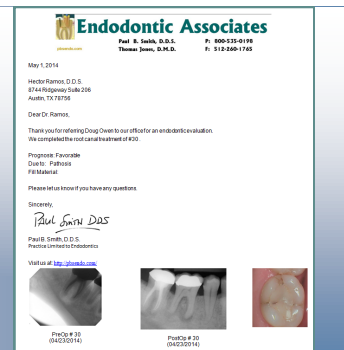 Endodontic Associates
Paul B. Smith, D.D.S. P: 800-535-0198
Thomas Jones, D.M.D. F: 512-260-1765
May 1, 2014
Hector Ramos, D.D.S.
8744 Ridgeway Suite 206
Austin, TX 78756
Dear Dr. Ramos,
Thank you for referring Doug Owen to our office for an endodontic evaluation.
We completed the root canal treatment of #30.
Prognosis: Favorable
Due to: Pathosis
Fill Material:
Please let us know if you have any questions.
Sincerely,
Paul Smith DDS
Paul B. Smith, D.D.S.
Practice Limited to Endodontics
Visit us at: http://pbsendo.com/
PreOp # 30
(04/23/2014)
PostOp # 30
(04/23/2014)